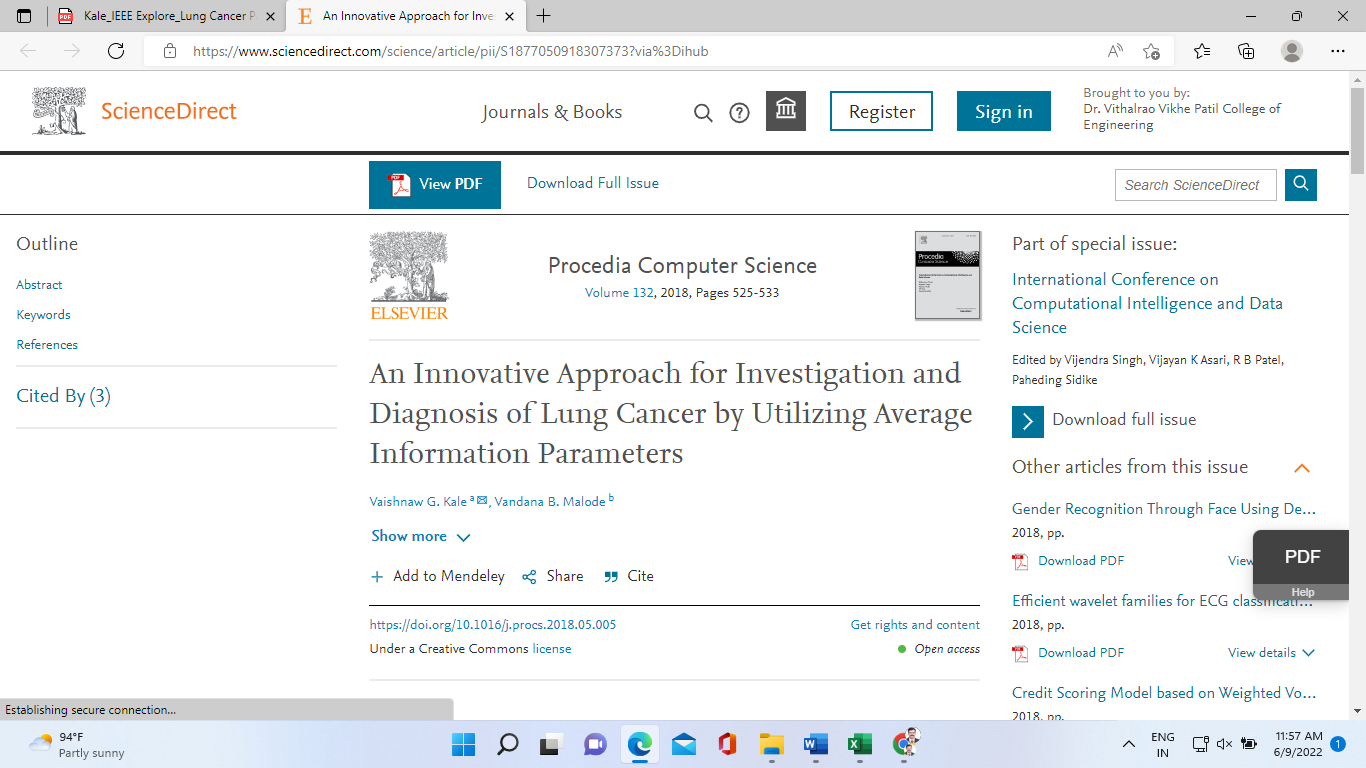 Kale_IEEE Explore_Lung Cancer P
An Innovative Approach for Inve
https://www.sciencedirect.com/science/article/pii/S1877050918307373?via%3Dihub
ScienceDirect
Journals & Books
Register
Sign in
Brought to you by:
Dr. Vithalrao Vikhe Patil College of
Engineering
View PDF
Download Full Issue
Search ScienceDirect
Outline
Abstract
Keywords
References
Cited By (3)
ELSEVIER
Procedia Computer Science
Volume 132, 2018, Pages 525-533
Procedia
An Innovative Approach for Investigation and
Diagnosis of Lung Cancer by Utilizing Average
Information Parameters
Vaishnaw G. Kale a, Vandana B. Malode b
Show more
Add to Mendeley
Share
Cite
https://doi.org/10.1016/j.procs.2018.05.005
Get rights and content
Under a Creative Commons license
Open access
Part of special issue:
International Conference on
Computational Intelligence and Data
Science
Edited by Vijendra Singh, Vijayan K Asari, R B Patel,
Paheding Sidike
Download full issue
Other articles from this issue
Gender Recognition Through Face Using De...
2018, pp.
Download PDF
View
PDF
Help
Efficient wavelet families for ECG classificati...
2018, pp.
Download PDF
View details
Credit Scoring Model based on Weighted Vo...
2018, pp.
Establishing secure connection...
94°F
Partly sunny
ENG
IN
11:57 AM
6/9/2022
1